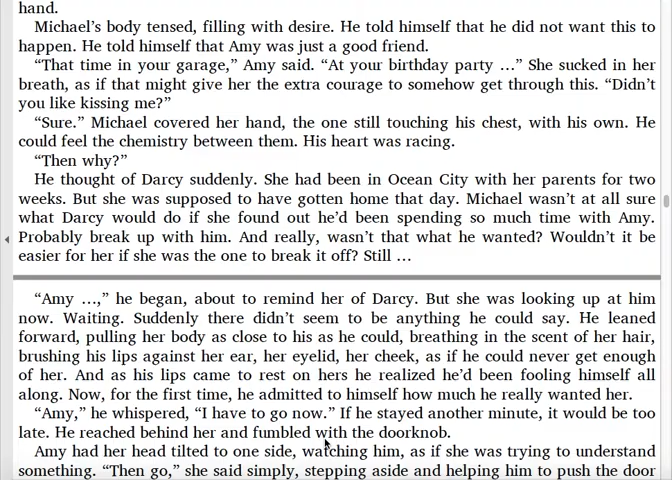 hand.
Michael's body tensed, filling with desire. He told himself that he did not want this to
happen. He told himself that Amy was just a good friend.
“That time in your garage,” Amy said. “At your birthday party …” She sucked in her
breath, as if that might give her the extra courage to somehow get through this. “Didn't
you like kissing me?”
“Sure.” Michael covered her hand, the one still touching his chest, with his own. He
could feel the chemistry between them. His heart was racing.
“Then why?”
He thought of Darcy suddenly. She had been in Ocean City with her parents for two
weeks. But she was supposed to have gotten home that day. Michael wasn't at all sure
what Darcy would do if she found out he'd been spending so much time with Amy.
Probably break up with him. And really, wasn't that what he wanted? Wouldn't it be
easier for her if she was the one to break it off? Still …
“Amy …,” he began, about to remind her of Darcy. But she was looking up at him
now. Waiting. Suddenly there didn't seem to be anything he could say. He leaned
forward, pulling her body as close to his as he could, breathing in the scent of her hair,
brushing his lips against her ear, her eyelid, her cheek, as if he could never get enough
of her. And as his lips came to rest on hers he realized he'd been fooling himself all
along. Now, for the first time, he admitted to himself how much he really wanted her.
“Amy,” he whispered, “I have to go now.” If he stayed another minute, it would be too
late. He reached behind her and fumbled with the doorknob.
Amy had her head tilted to one side, watching him, as if she was trying to understand
something. “Then go,” she said simply, stepping aside and helping him to push the door